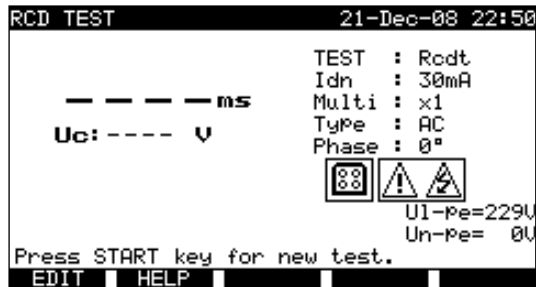 RCD TEST 21-Dec-08 22:50
TEST : Rcdt
Idn : 30mA
Multi : x1
Type : AC
Phase : 0°
----ms
Uc:---- V
Ul-pe=229V
Un-pe= 0V
Press START key for new test.
EDIT HELP